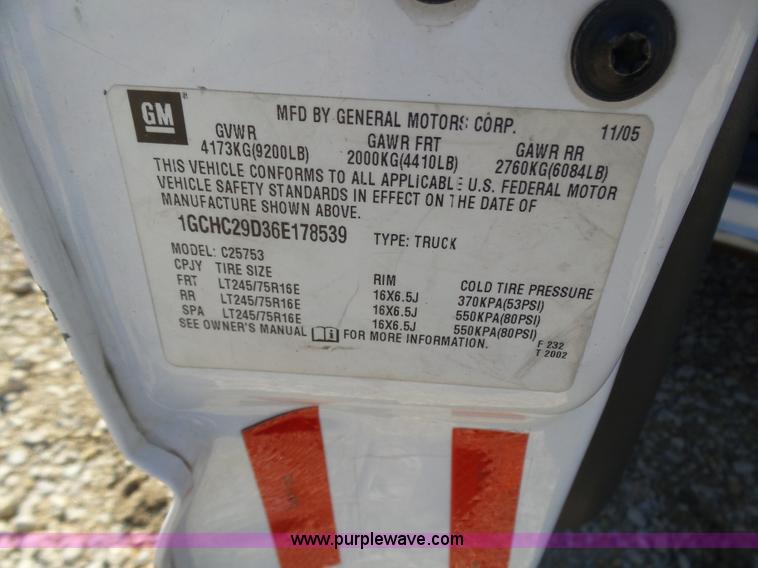 GM
MFD BY GENERAL MOTORS CORP. 11/05
GVWR GAWR FRT GAWR RR
4173KG(9200LB) 2000KG(4410LB) 2760KG(6084LB)
THIS VEHICLE CONFORMS TO ALL APPLICABLE U.S. FEDERAL MOTOR
VEHICLE SAFETY STANDARDS IN EFFECT ON THE DATE OF
MANUFACTURE SHOWN ABOVE.
1GCHC29D36E178539 TYPE: TRUCK
MODEL: C25753
CPJY TIRE SIZE RIM COLD TIRE PRESSURE
FRT LT245/75R16E 16X6.5J 370KPA(53PSI)
RR LT245/75R16E 16X6.5J 550KPA(80PSI)
SPA LT245/75R16E 16X6.5J 550KPA(80PSI)
SEE OWNER'S MANUAL FOR MORE INFORMATION.
F 232
T 2002
www.purplewave.com